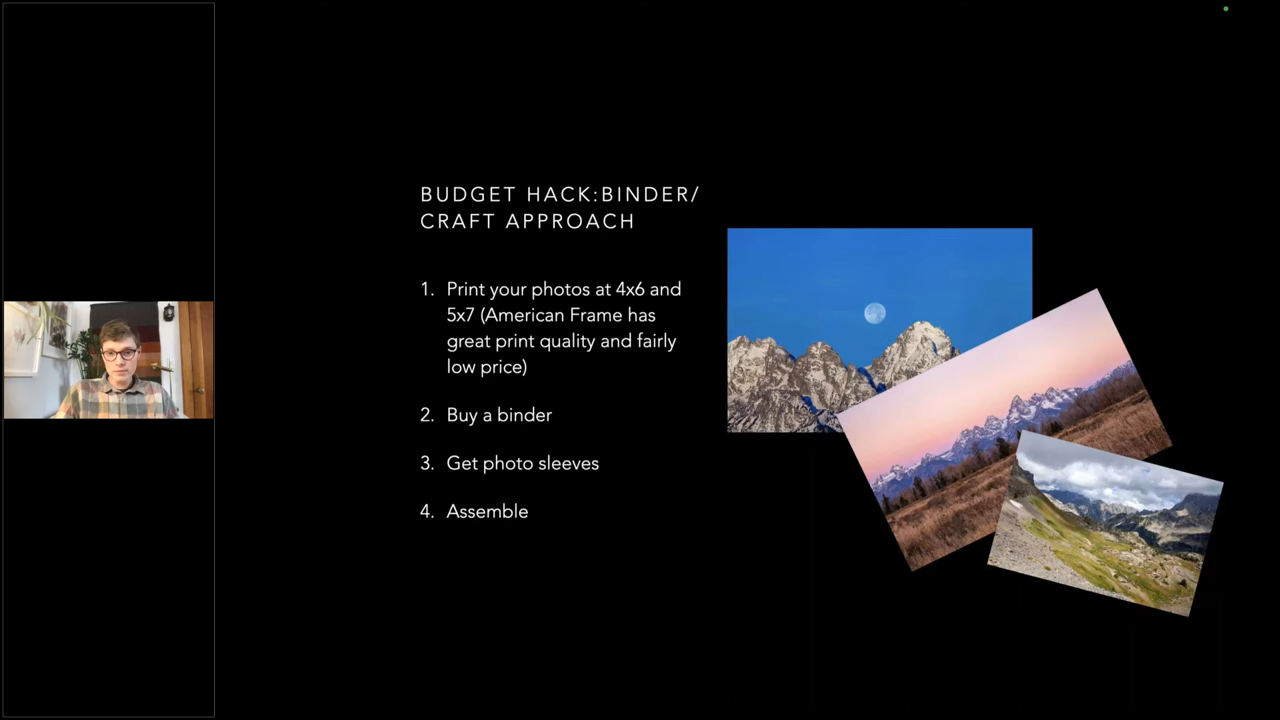 BUDGET HACK:BINDER/
CRAFT APPROACH
1. Print your photos at 4x6 and
5x7 (American Frame has
great print quality and fairly
low price)
2. Buy a binder
3. Get photo sleeves
4. Assemble